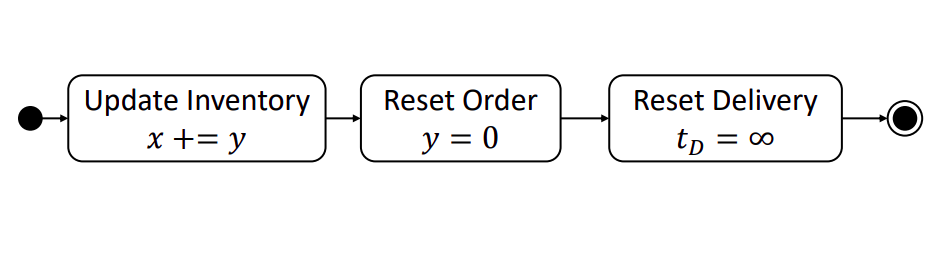 Update Inventory
x += y
Reset Order
y = 0
Reset Delivery
t_D = ∞